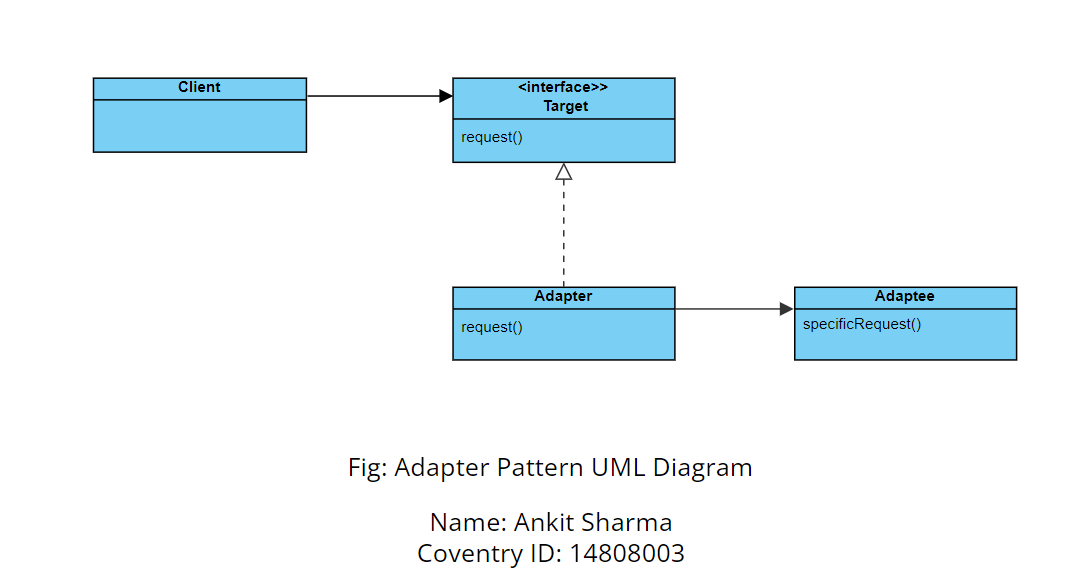 Client
<interface>>
Target
request()
Adapter
request()
Adaptee
specificRequest()
Fig: Adapter Pattern UML Diagram
Name: Ankit Sharma
Coventry ID: 14808003